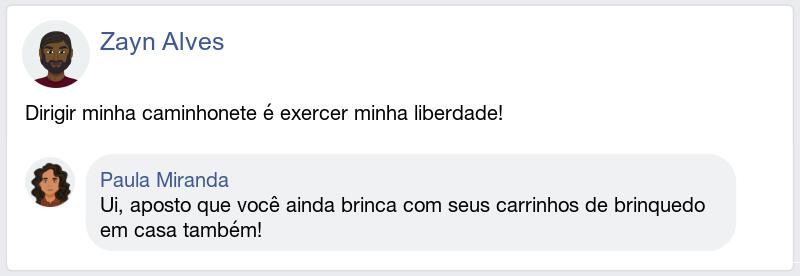 Zayn Alves
Dirigir minha caminhonete é exercer minha liberdade!
Paula Miranda
Ui, aposto que você ainda brinca com seus carrinhos de brinquedo
em casa também!